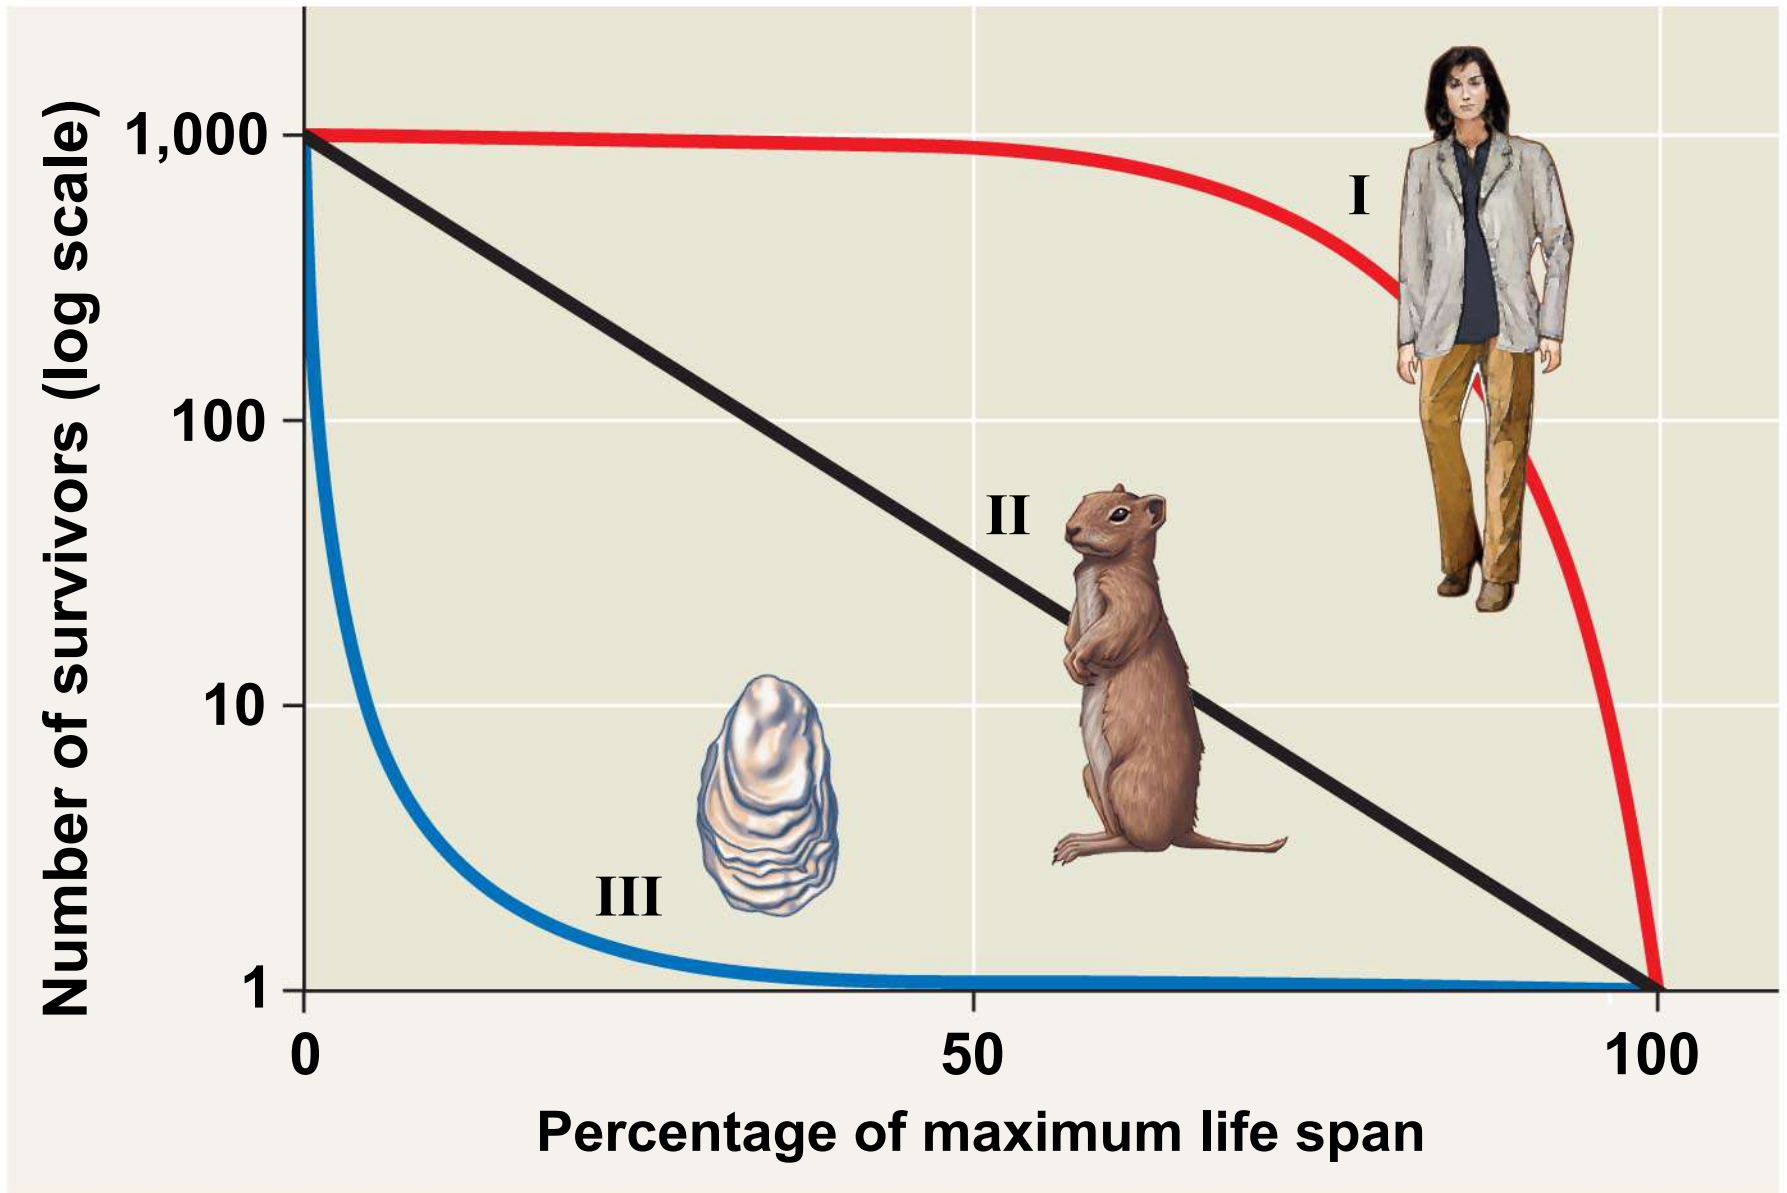 Number of survivors (log scale)
1,000
100
10
1
I
II
III
0
50
100
Percentage of maximum life span